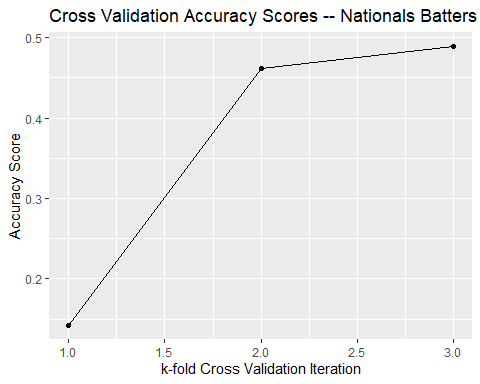 Cross Validation Accuracy Scores -- Nationals Batters
0.5
0.4
0.3
0.2
Accuracy Score
1.0 1.5 2.0 2.5 3.0
k-fold Cross Validation Iteration